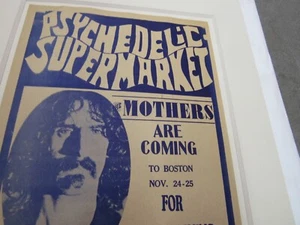 PSYCHEDELIC
SUPERMARKET
THE MOTHERS
ARE
COMING
TO BOSTON
NOV. 24-25
FOR